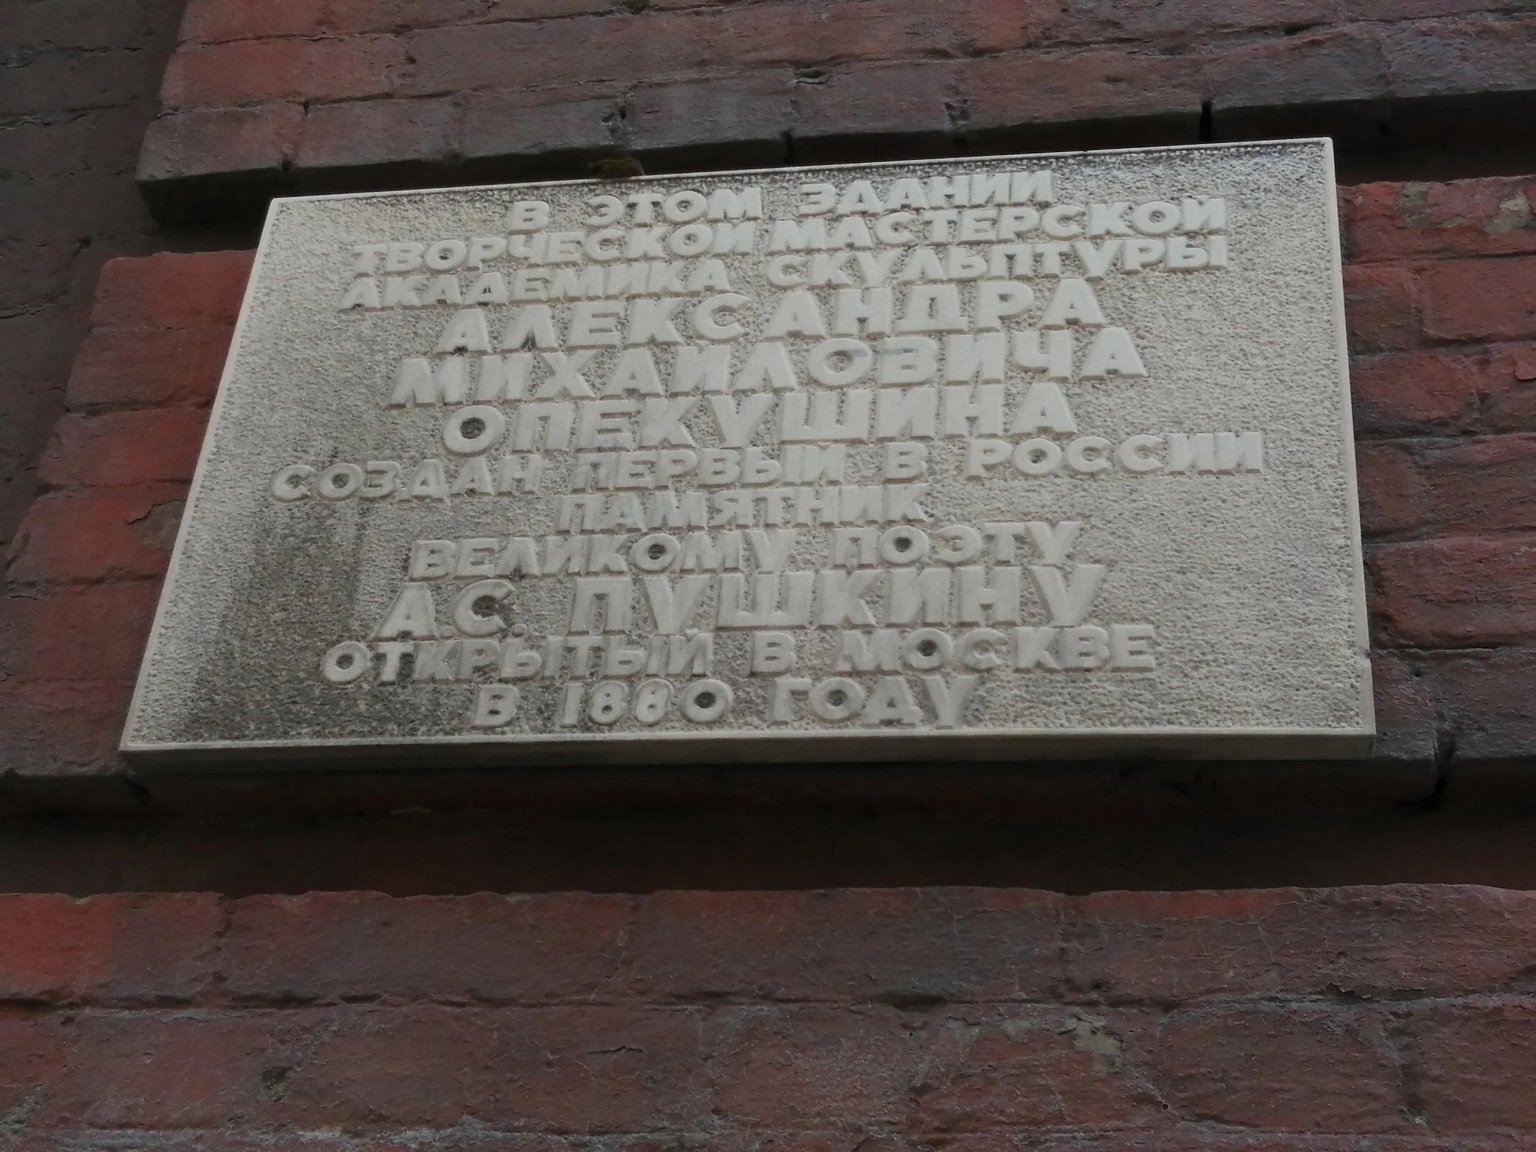 В ЭТОМ ЗДАНИИ
ТВОРЧЕСКОЙ МАСТЕРСКОЙ
АКАДЕМИКА СКУЛЬПТУРЫ
АЛЕКСАНДРА
МИХАИЛОВИЧА
ОПЕКУШИНА
СОЗДАН ПЕРВЫЙ В РОССИИ
ПАМЯТНИК
ВЕЛИКОМУ ПОЭТУ
А.С. ПУШКИНУ
ОТКРЫТЫЙ В МОСКВЕ
В 1880 ГОДУ